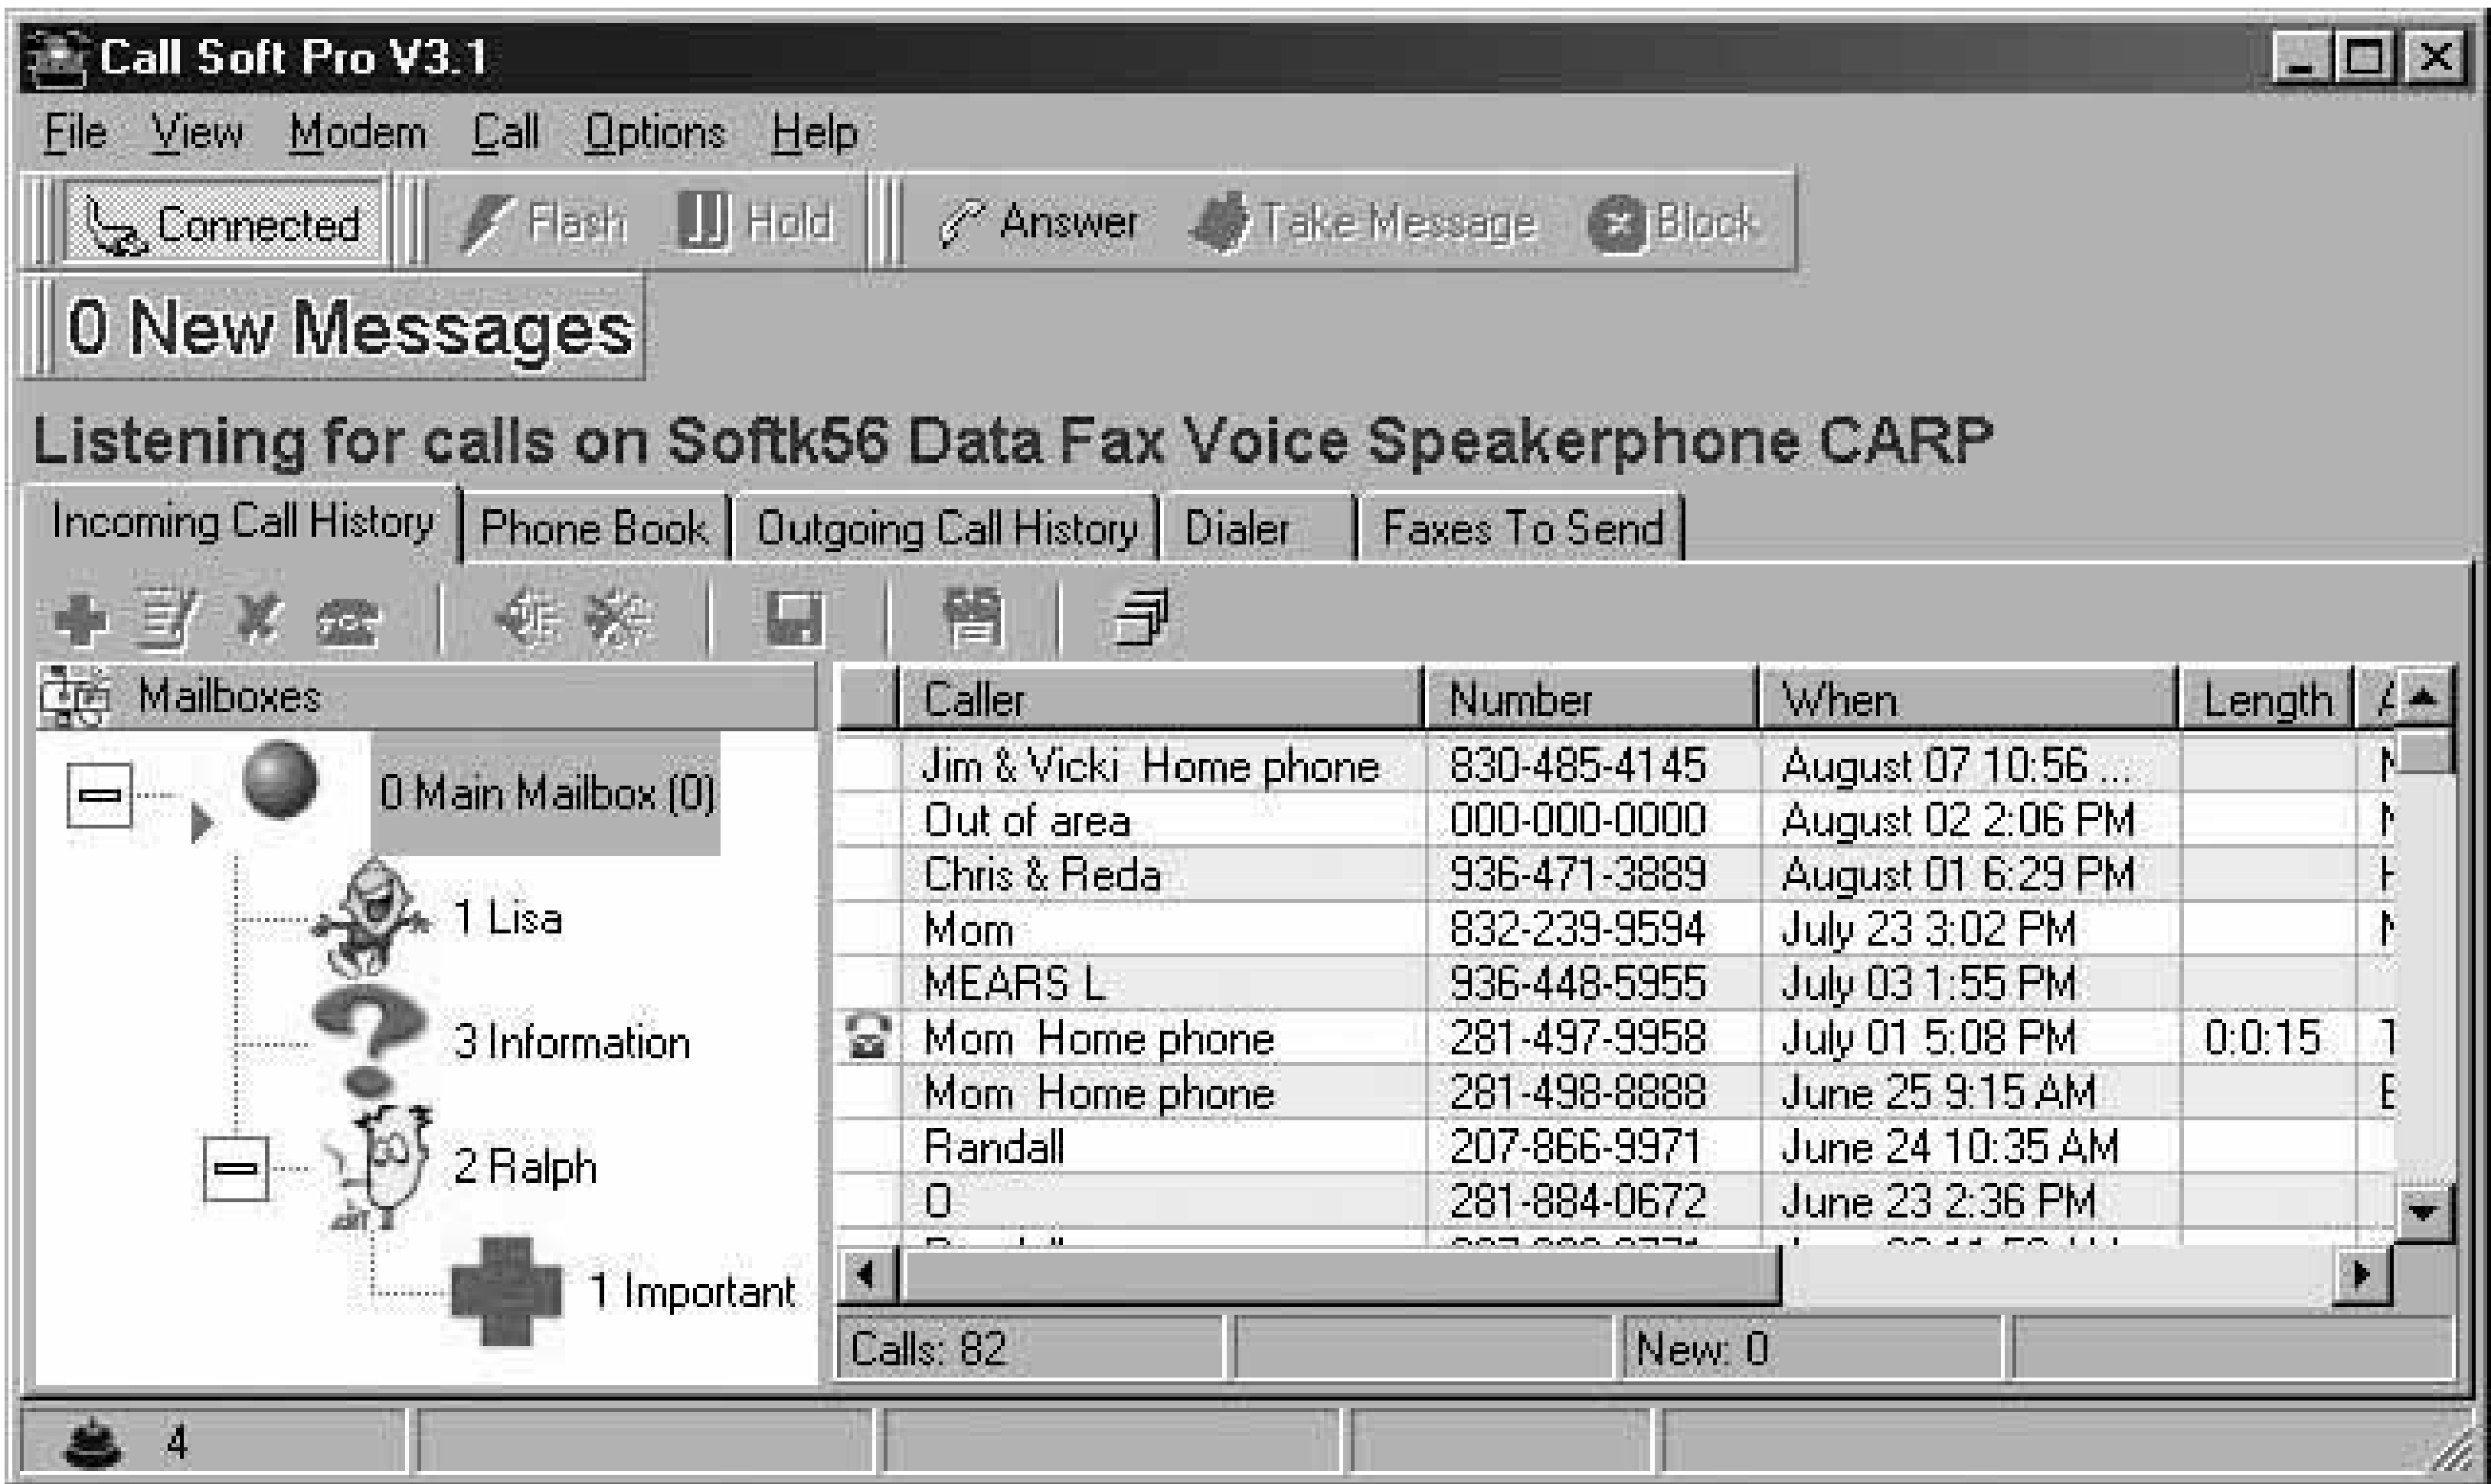 Call Soft Pro V3.1
File View Modem Call Options Help
Connected Flash Hold Answer Take Message Block
0 New Messages
Listening for calls on Softk56 Data Fax Voice Speakerphone CARP
Incoming Call History Phone Book Outgoing Call History Dialer Faxes To Send
Mailboxes
0 Main Mailbox (0)
1 Lisa
3 Information
2 Ralph
1 Important
Caller Number When Length
Jim & Vicki Home phone 830-485-4145 August 07 10:56 ...
Out of area 000-000-0000 August 02 2:06 PM
Chris & Reda 936-471-3889 August 01 6:29 PM
Mom 832-239-9594 July 23 3:02 PM
MEARS L 936-448-5955 July 03 1:55 PM
Mom Home phone 281-497-9958 July 01 5:08 PM 0:0:15
Mom Home phone 281-498-8888 June 25 9:15 AM
Randall 207-866-9971 June 24 10:35 AM
O 281-884-0672 June 23 2:36 PM
Calls: 82 New: 0
4